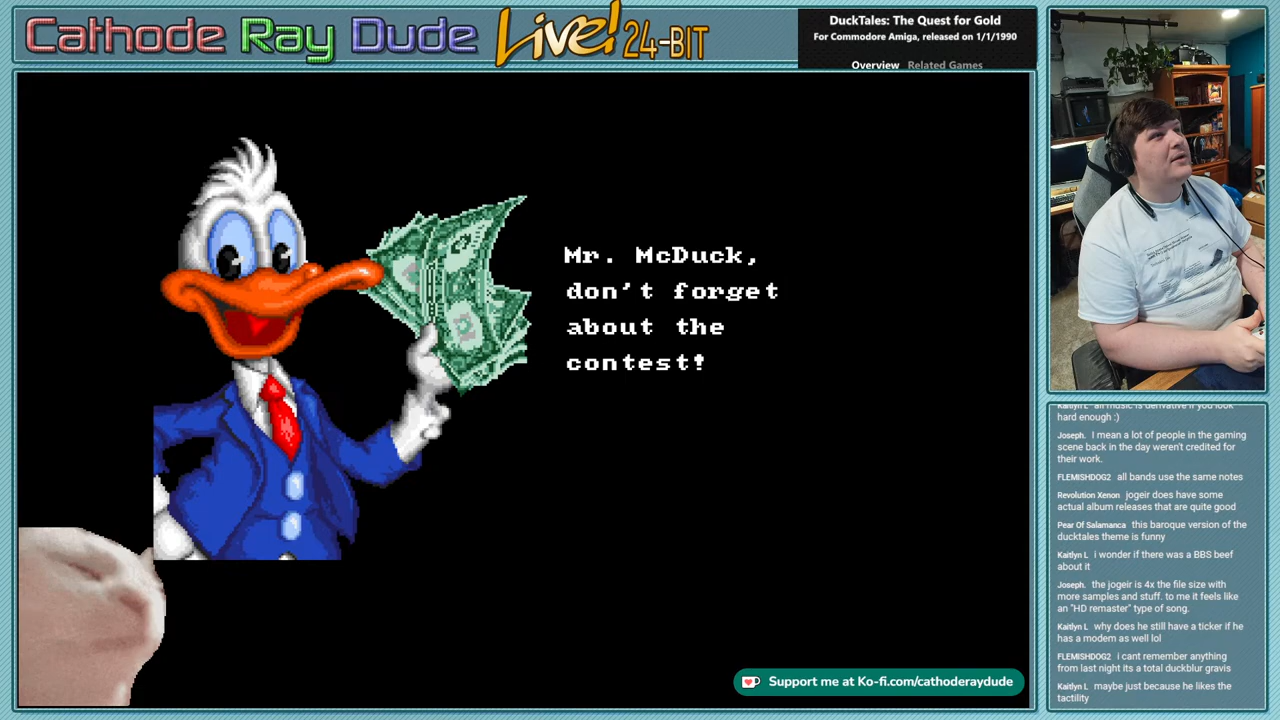 Cathode Ray Dude Live! 24-BIT
DuckTales: The Quest for Gold
For Commodore Amiga, released on 1/1/1990
Overview Related Games
Mr. McDuck,
don't forget
about the
contest!
Support me at Ko-fi.com/cathoderaydude
Kaitlyn L all music is derivative if you look
hard enough :)
Joseph. I mean a lot of people in the gaming
scene back in the day weren't credited for
their work.
FLEMISHDOG2 all bands use the same notes
Revolution Xenon jogeir does have some
actual album releases that are quite good
Pear Of Salamanca this baroque version of the
ducktales theme is funny
Kaitlyn L i wonder if there was a BBS beef
about it
Joseph. the jogeir is 4x the file size with
more samples and stuff. to me it feels like
an "HD remaster" type of song.
Kaitlyn L why does he still have a ticker if he
has a modem as well lol
FLEMISHDOG2 i cant remember anything
from last night its a total duckblur gravis
Kaitlyn L maybe just because he likes the
tactility